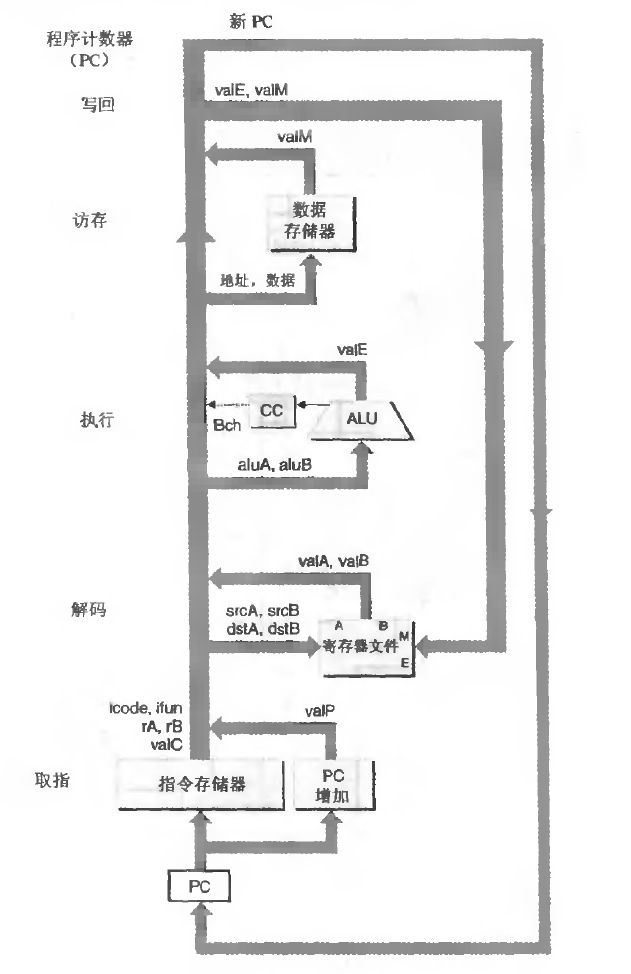 新 PC
程序计数器
（PC）
valE, valM
写回
valM
数据
存储器
访存
地址，数据
valE
CC
ALU
执行
Bch
aluA, aluB
valA, valB
解码
srcA, srcB
dstA, dstB
A
B
M
寄存器文件
E
icode, ifun
rA, rB
valC
valP
取指
指令存储器
PC
增加
PC